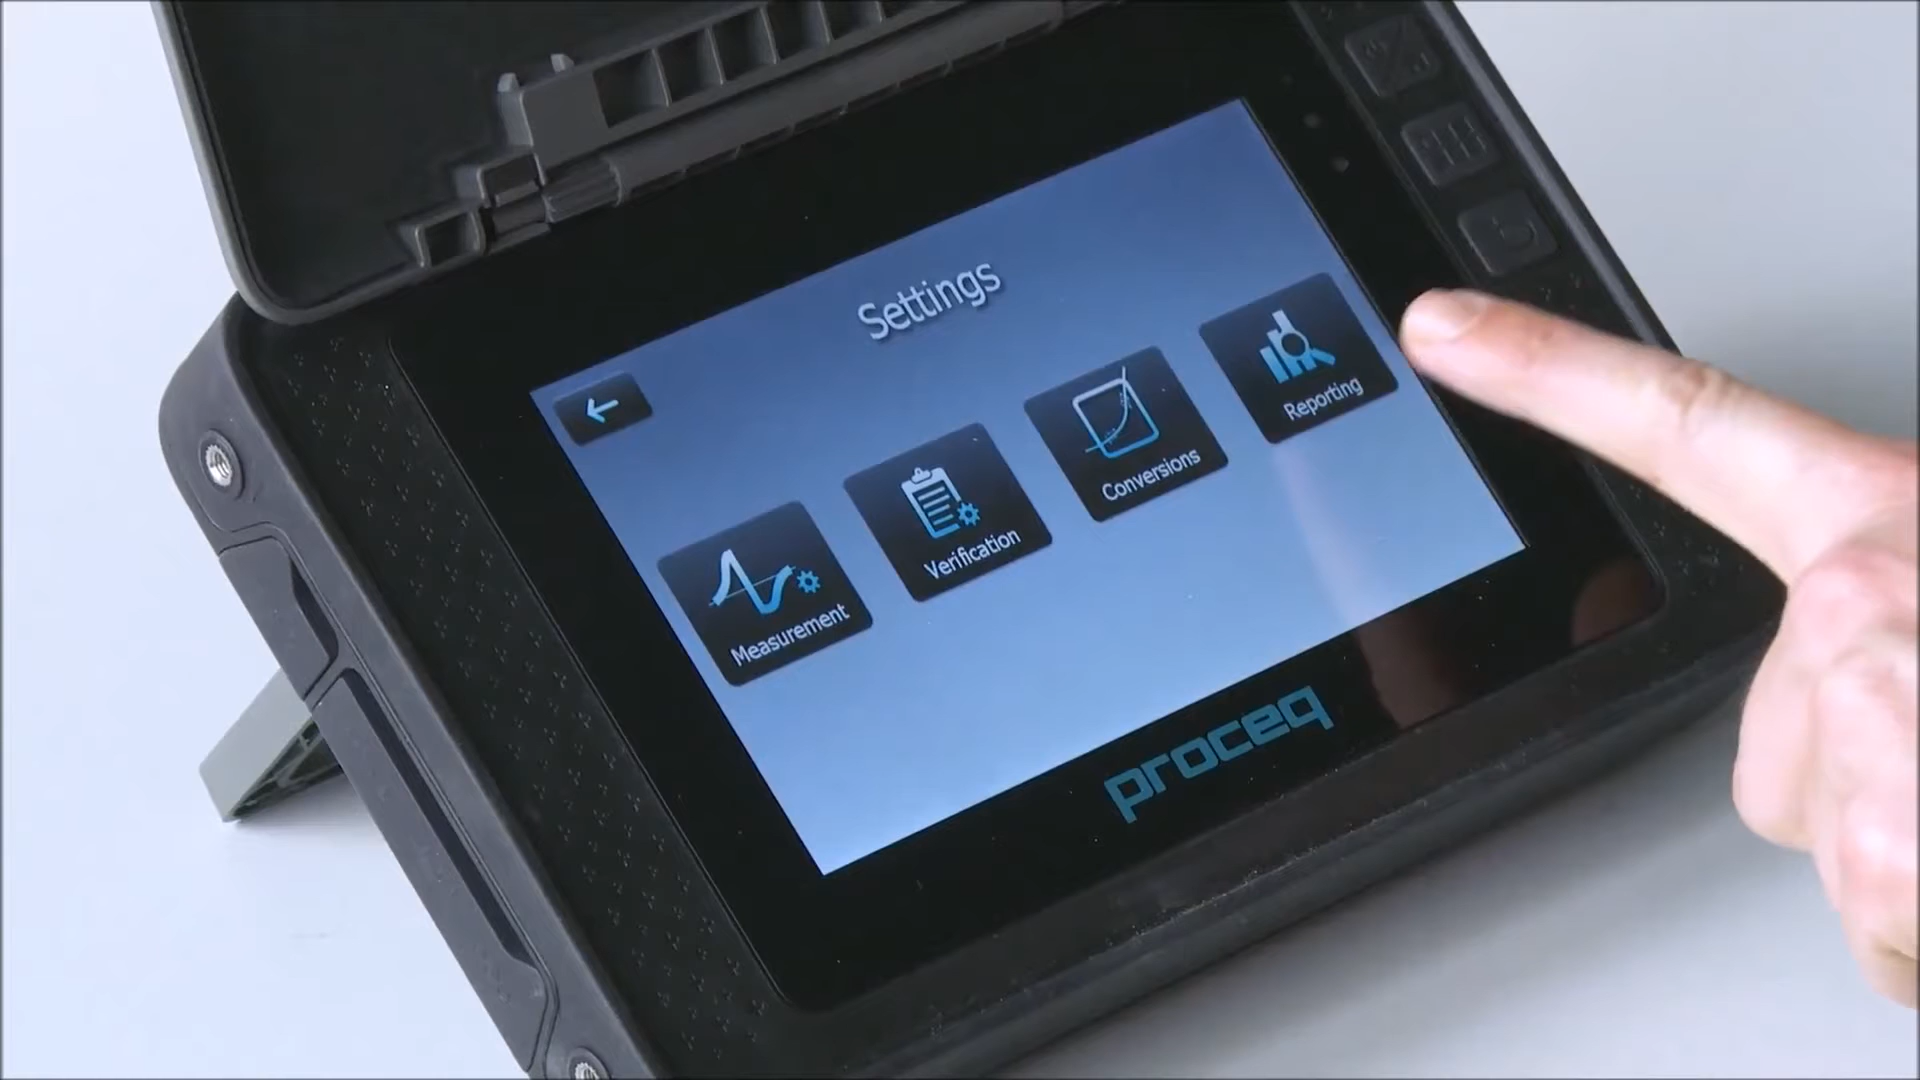 Settings
Measurement
Verification
Conversions
Reporting
proceq